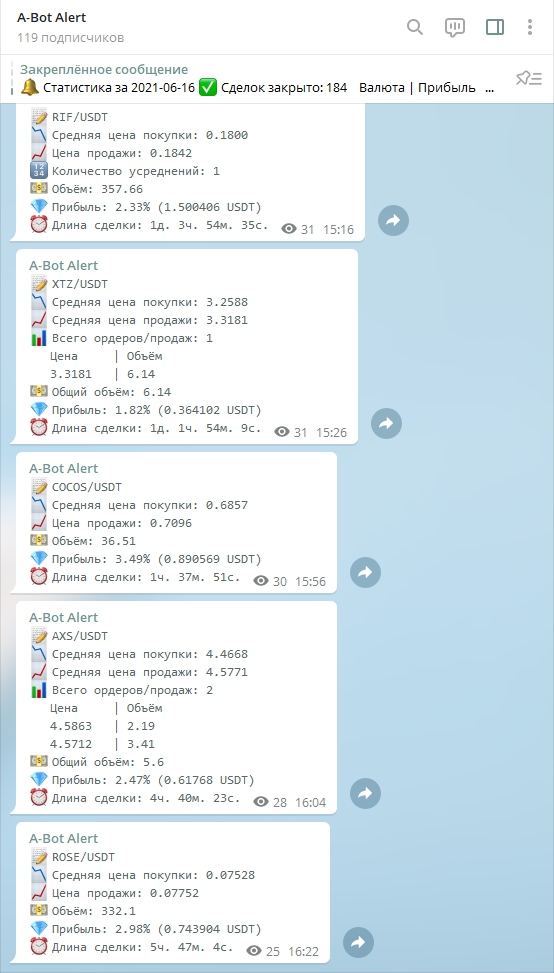 A-Bot Alert
119 подписчиков
Закреплённое сообщение
🔔 Статистика за 2021-06-16 ✅ Сделок закрыто: 184 Валюта | Прибыль ...
RIF/USDT
Средняя цена покупки: 0.1800
Цена продажи: 0.1842
Количество усреднений: 1
Объём: 357.66
Прибыль: 2.33% (1.500406 USDT)
Длина сделки: 1д. 3ч. 54м. 35с. 31 15:16
A-Bot Alert
XTZ/USDT
Средняя цена покупки: 3.2588
Средняя цена продажи: 3.3181
Всего ордеров/продаж: 1
Цена | Объём
3.3181 | 6.14
Общий объём: 6.14
Прибыль: 1.82% (0.364102 USDT)
Длина сделки: 1д. 1ч. 54м. 9с. 31 15:26
A-Bot Alert
COCOS/USDT
Средняя цена покупки: 0.6857
Цена продажи: 0.7096
Объём: 36.51
Прибыль: 3.49% (0.890569 USDT)
Длина сделки: 1ч. 37м. 51с. 30 15:56
A-Bot Alert
AXS/USDT
Средняя цена покупки: 4.4668
Средняя цена продажи: 4.5771
Всего ордеров/продаж: 2
Цена | Объём
4.5863 | 2.19
4.5712 | 3.41
Общий объём: 5.6
Прибыль: 2.47% (0.61768 USDT)
Длина сделки: 4ч. 40м. 23с. 28 16:04
A-Bot Alert
ROSE/USDT
Средняя цена покупки: 0.07528
Цена продажи: 0.07752
Объём: 332.1
Прибыль: 2.98% (0.743904 USDT)
Длина сделки: 5ч. 47м. 4с. 25 16:22